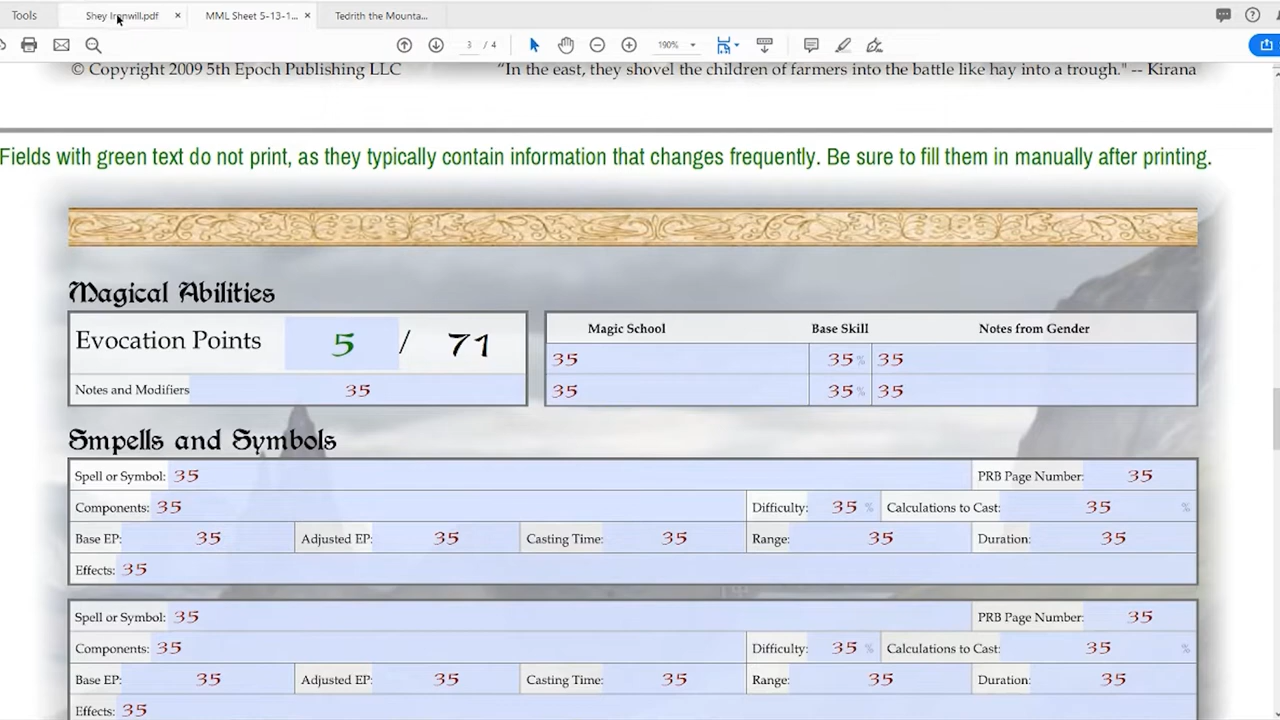 Tools
Shey Ironwill.pdf ×
MML Sheet 5-13-1... ×
Tedrith the Mounta...
3 / 4
190%
© Copyright 2009 5th Epoch Publishing LLC
“In the east, they shovel the children of farmers into the battle like hay into a trough." -- Kirana
Fields with green text do not print, as they typically contain information that changes frequently. Be sure to fill them in manually after printing.
Magical Abilities
Evocation Points 5 / 71
Notes and Modifiers 35
Magic School Base Skill Notes from Gender
35 35 % 35
35 35 % 35
Smpells and Symbols
Spell or Symbol: 35 PRB Page Number: 35
Components: 35 Difficulty: 35 % Calculations to Cast: 35 %
Base EP: 35 Adjusted EP: 35 Casting Time: 35 Range: 35 Duration: 35
Effects: 35
Spell or Symbol: 35 PRB Page Number: 35
Components: 35 Difficulty: 35 % Calculations to Cast: 35 %
Base EP: 35 Adjusted EP: 35 Casting Time: 35 Range: 35 Duration: 35
Effects: 35